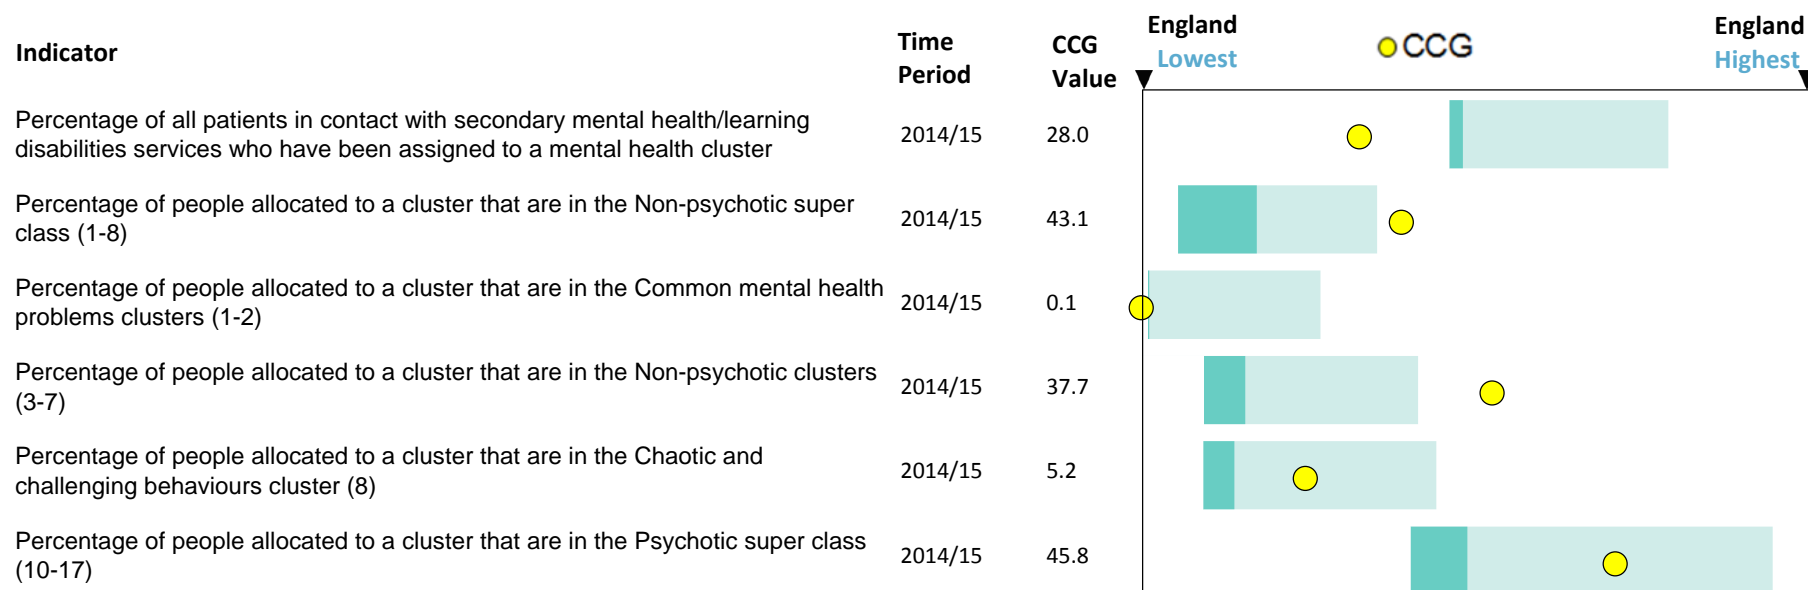 Indicator
Time Period
CCG Value
England Lowest
CCG
England Highest
Percentage of all patients in contact with secondary mental health/learning
disabilities services who have been assigned to a mental health cluster
2014/15
28.0
Percentage of people allocated to a cluster that are in the Non-psychotic super
class (1-8)
2014/15
43.1
Percentage of people allocated to a cluster that are in the Common mental health
problems clusters (1-2)
2014/15
0.1
Percentage of people allocated to a cluster that are in the Non-psychotic clusters
(3-7)
2014/15
37.7
Percentage of people allocated to a cluster that are in the Chaotic and
challenging behaviours cluster (8)
2014/15
5.2
Percentage of people allocated to a cluster that are in the Psychotic super class
(10-17)
2014/15
45.8